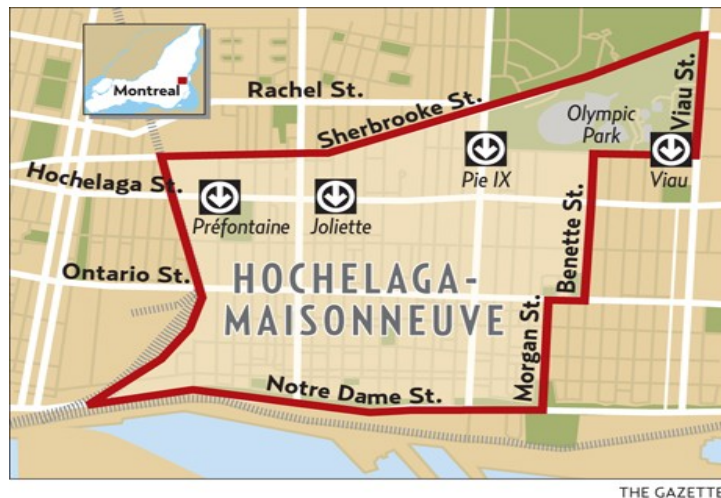 Montreal
Rachel St.
Sherbrooke St.
Olympic
Park
Viau St.
Hochelaga St.
Préfontaine
Joliette
Pie IX
Viau
Ontario St.
HOCHELAGA-
MAISONNEUVE
Benette St.
Morgan St.
Notre Dame St.
THE GAZETTE